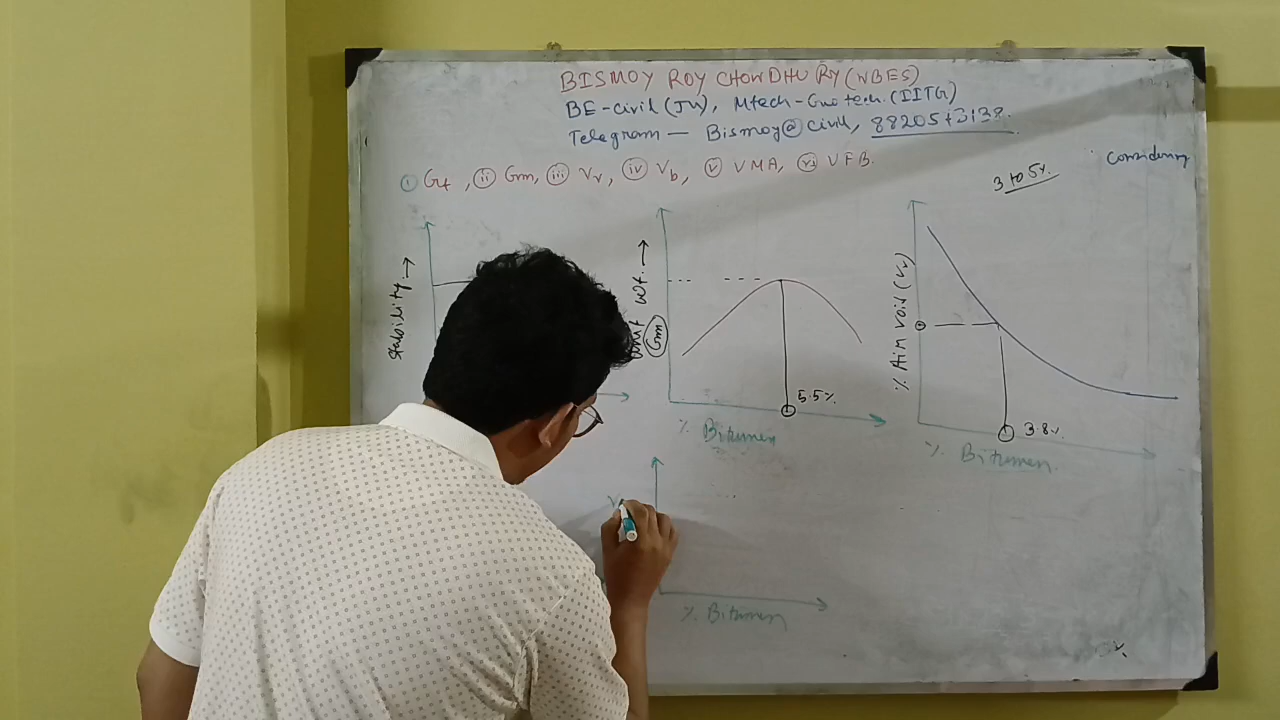 BISMOY ROY CHOWDHURY (WBES)
BE-Civil (JU), Mtech-Geotech. (IITG)
Telegram — Bismoy@civil,
(i) Gt, (ii) Gm, (iii) Vv, (iv) Vb, (v) VMA, (vi) VFB.
considering
3 to 5%
stability →
wt. →
Gm
5.5%
% Bitumen
% Air void (Vv)
3.8%
% Bitumen
V
% Bitumen